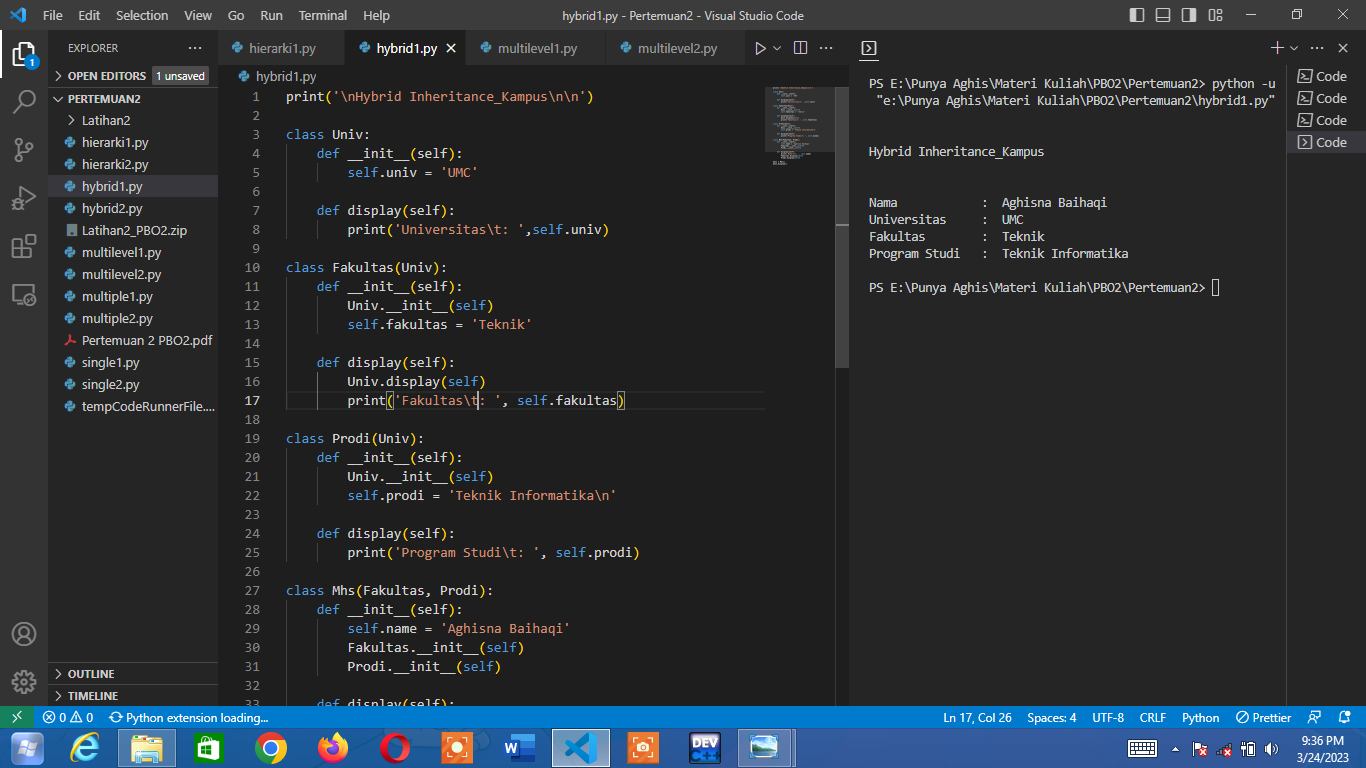 File Edit Selection View Go Run Terminal Help
hybrid1.py - Pertemuan2 - Visual Studio Code
EXPLORER
OPEN EDITORS 1 unsaved
PERTEMUAN2
Latihan2
hierarki1.py
hierarki2.py
hybrid1.py
hybrid2.py
Latihan2_PBO2.zip
multilevel1.py
multilevel2.py
multiple1.py
multiple2.py
Pertemuan 2 PBO2.pdf
single1.py
single2.py
tempCodeRunnerFile....
OUTLINE
TIMELINE
1
hierarki1.py hybrid1.py multilevel1.py multilevel2.py
hybrid1.py
1 print('\nHybrid Inheritance_Kampus\n\n')
2
3 class Univ:
4     def __init__(self):
5         self.univ = 'UMC'
6
7     def display(self):
8         print('Universitas\t: ',self.univ)
9
10 class Fakultas(Univ):
11     def __init__(self):
12         Univ.__init__(self)
13         self.fakultas = 'Teknik'
14
15     def display(self):
16         Univ.display(self)
17         print('Fakultas\t: ', self.fakultas)
18
19 class Prodi(Univ):
20     def __init__(self):
21         Univ.__init__(self)
22         self.prodi = 'Teknik Informatika\n'
23
24     def display(self):
25         print('Program Studi\t: ', self.prodi)
26
27 class Mhs(Fakultas, Prodi):
28     def __init__(self):
29         self.name = 'Aghisna Baihaqi'
30         Fakultas.__init__(self)
31         Prodi.__init__(self)
32
33     def display(self):
PS E:\Punya Aghis\Materi Kuliah\PBO2\Pertemuan2> python -u
"e:\Punya Aghis\Materi Kuliah\PBO2\Pertemuan2\hybrid1.py"
Hybrid Inheritance_Kampus
Nama : Aghisna Baihaqi
Universitas : UMC
Fakultas : Teknik
Program Studi : Teknik Informatika
PS E:\Punya Aghis\Materi Kuliah\PBO2\Pertemuan2>
Code
Code
Code
Code
0 0 Python extension loading...
Ln 17, Col 26 Spaces: 4 UTF-8 CRLF Python Prettier
DEV
C++
9:36 PM
3/24/2023